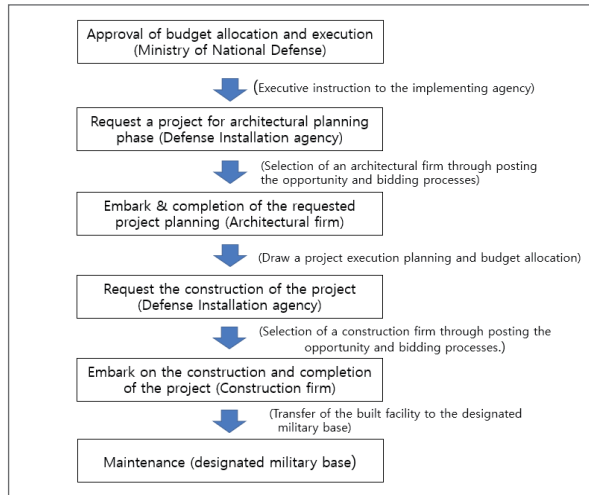 Approval of budget allocation and execution
(Ministry of National Defense)
(Executive instruction to the implementing agency)
Request a project for architectural planning
phase (Defense Installation agency)
(Selection of an architectural firm through posting
the opportunity and bidding processes)
Embark & completion of the requested
project planning (Architectural firm)
(Draw a project execution planning and budget allocation)
Request the construction of the project
(Defense Installation agency)
(Selection of a construction firm through posting the
opportunity and bidding processes.)
Embark on the construction and completion
of the project (Construction firm)
(Transfer of the built facility to the designated
military base)
Maintenance (designated military base)